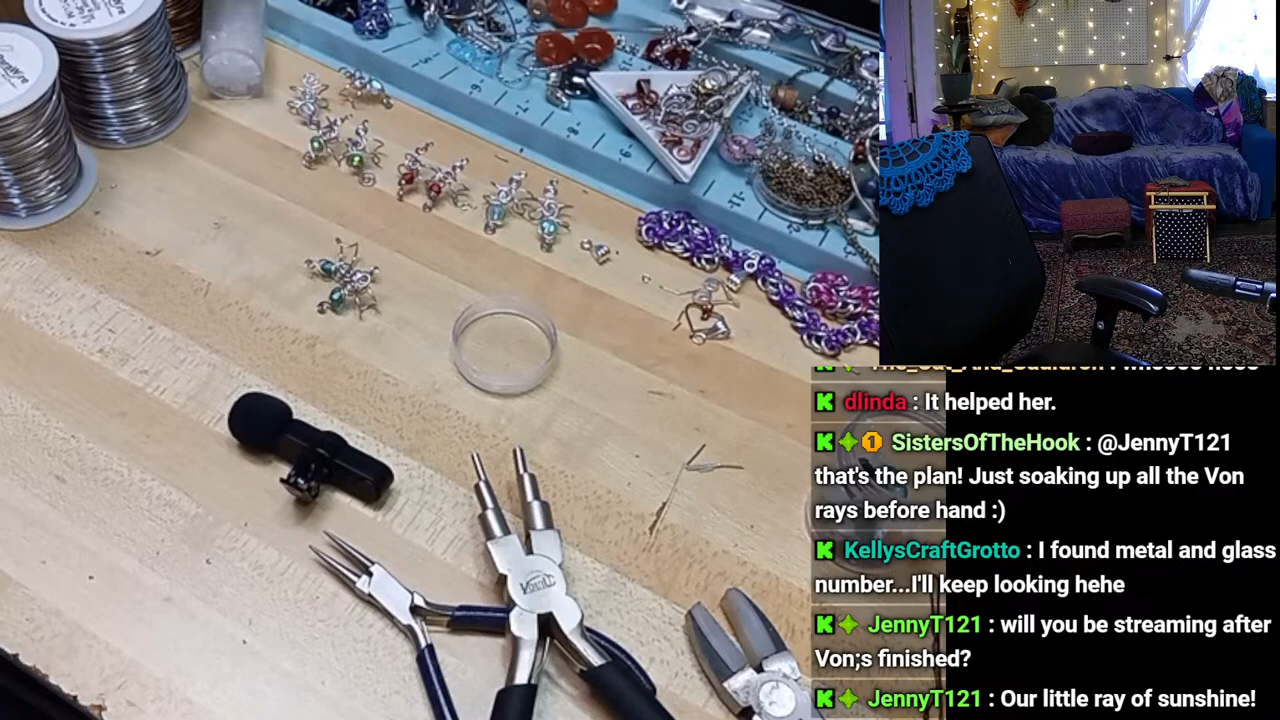 dlinda : It helped her.
SistersOfTheHook : @JennyT121
that's the plan! Just soaking up all the Von
rays before hand :)
KellysCraftGrotto : I found metal and glass
number...I'll keep looking hehe
JennyT121 : will you be streaming after
Von;s finished?
JennyT121 : Our little ray of sunshine!